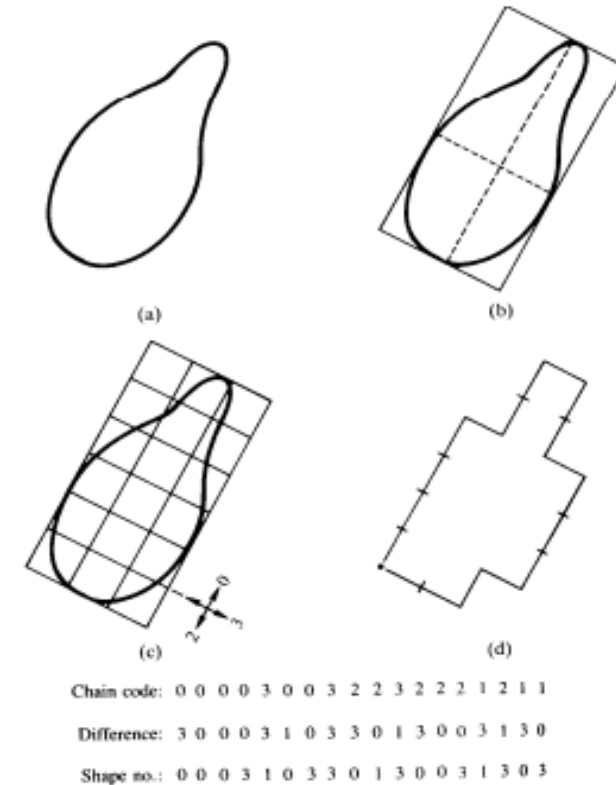 (a)
(b)
0
3
2
(c)
(d)
Chain code: 0 0 0 0 3 0 0 3 2 2 3 2 2 2 1 2 1 1
Difference: 3 0 0 0 3 1 0 3 3 0 1 3 0 0 3 1 3 0
Shape no.: 0 0 0 3 1 0 3 3 0 1 3 0 0 3 1 3 0 3